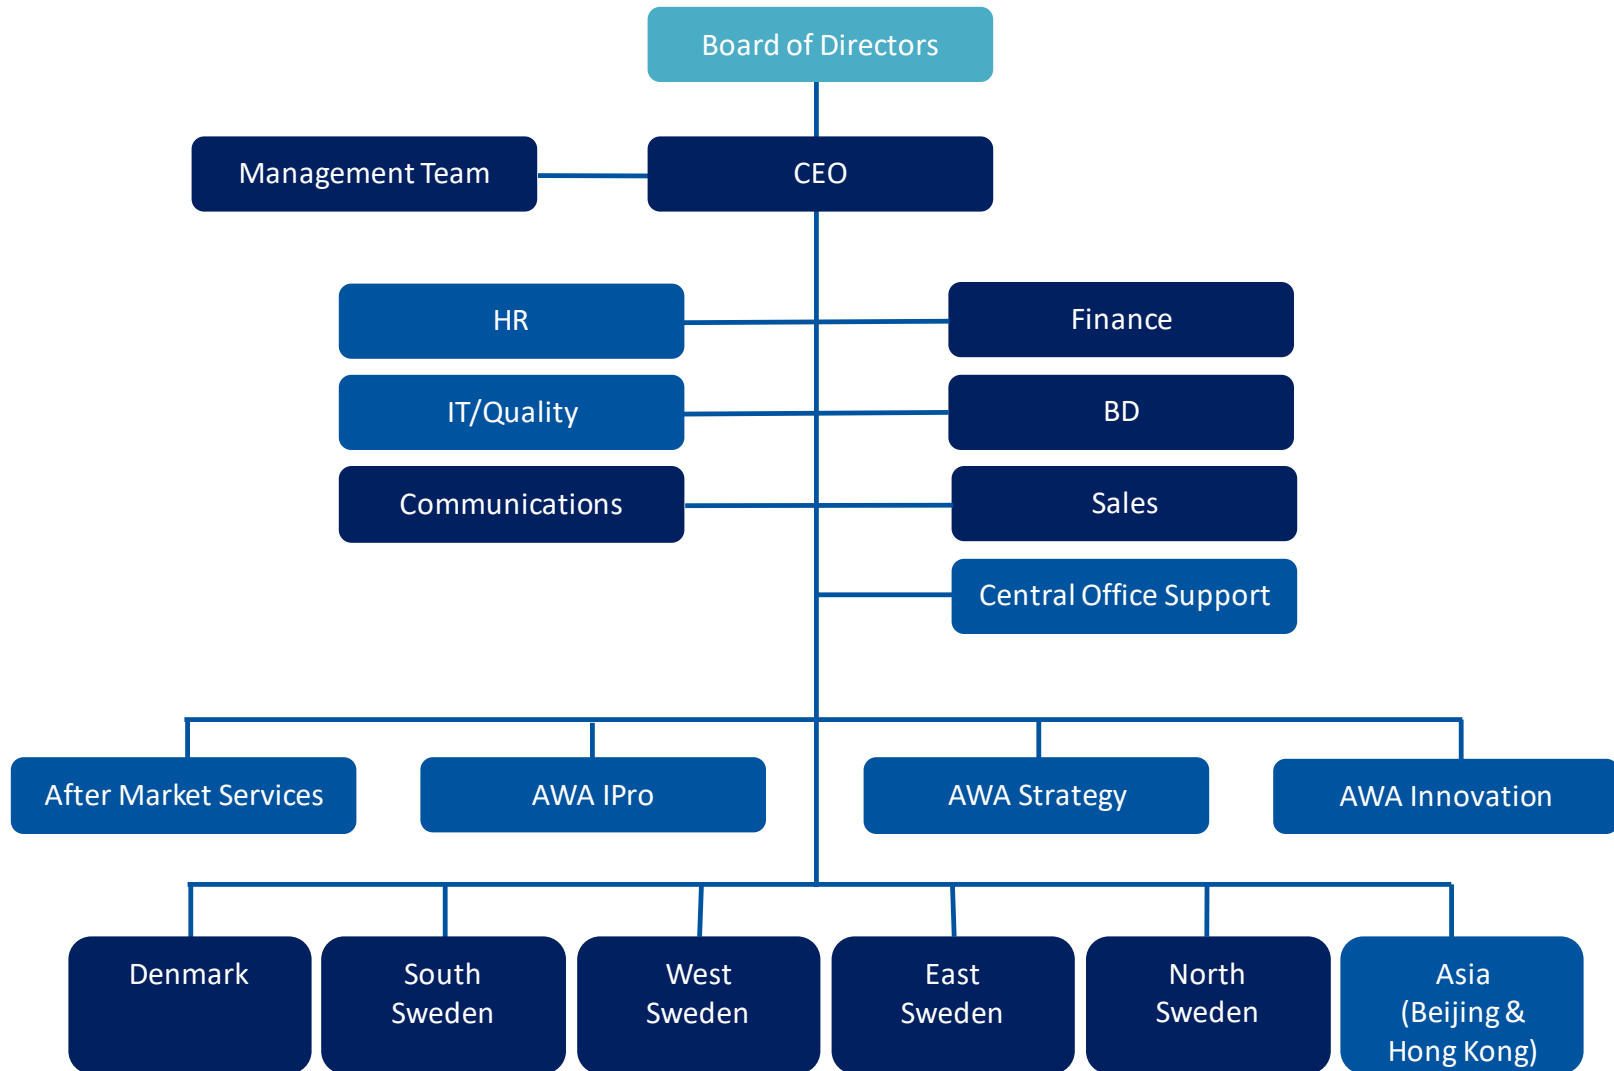 Board of Directors
Management Team
CEO
HR
Finance
IT/Quality
BD
Communications
Sales
Central Office Support
After Market Services
AWA IPro
AWA Strategy
AWA Innovation
Denmark
South
Sweden
West
Sweden
East
Sweden
North
Sweden
Asia
(Beijing &
Hong Kong)